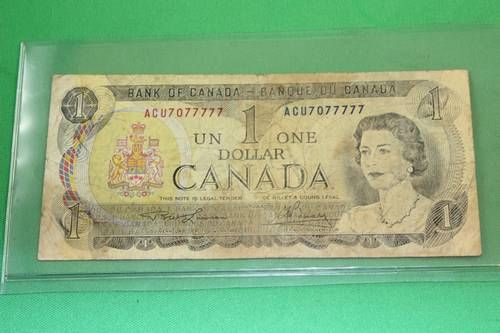 BANK OF CANADA – BANQUE DU CANADA
1 ACU7077777 ACU7077777 1
UN 1 ONE
DOLLAR
CANADA
THIS NOTE IS LEGAL TENDER CE BILLET A COURS LEGAL
1 1